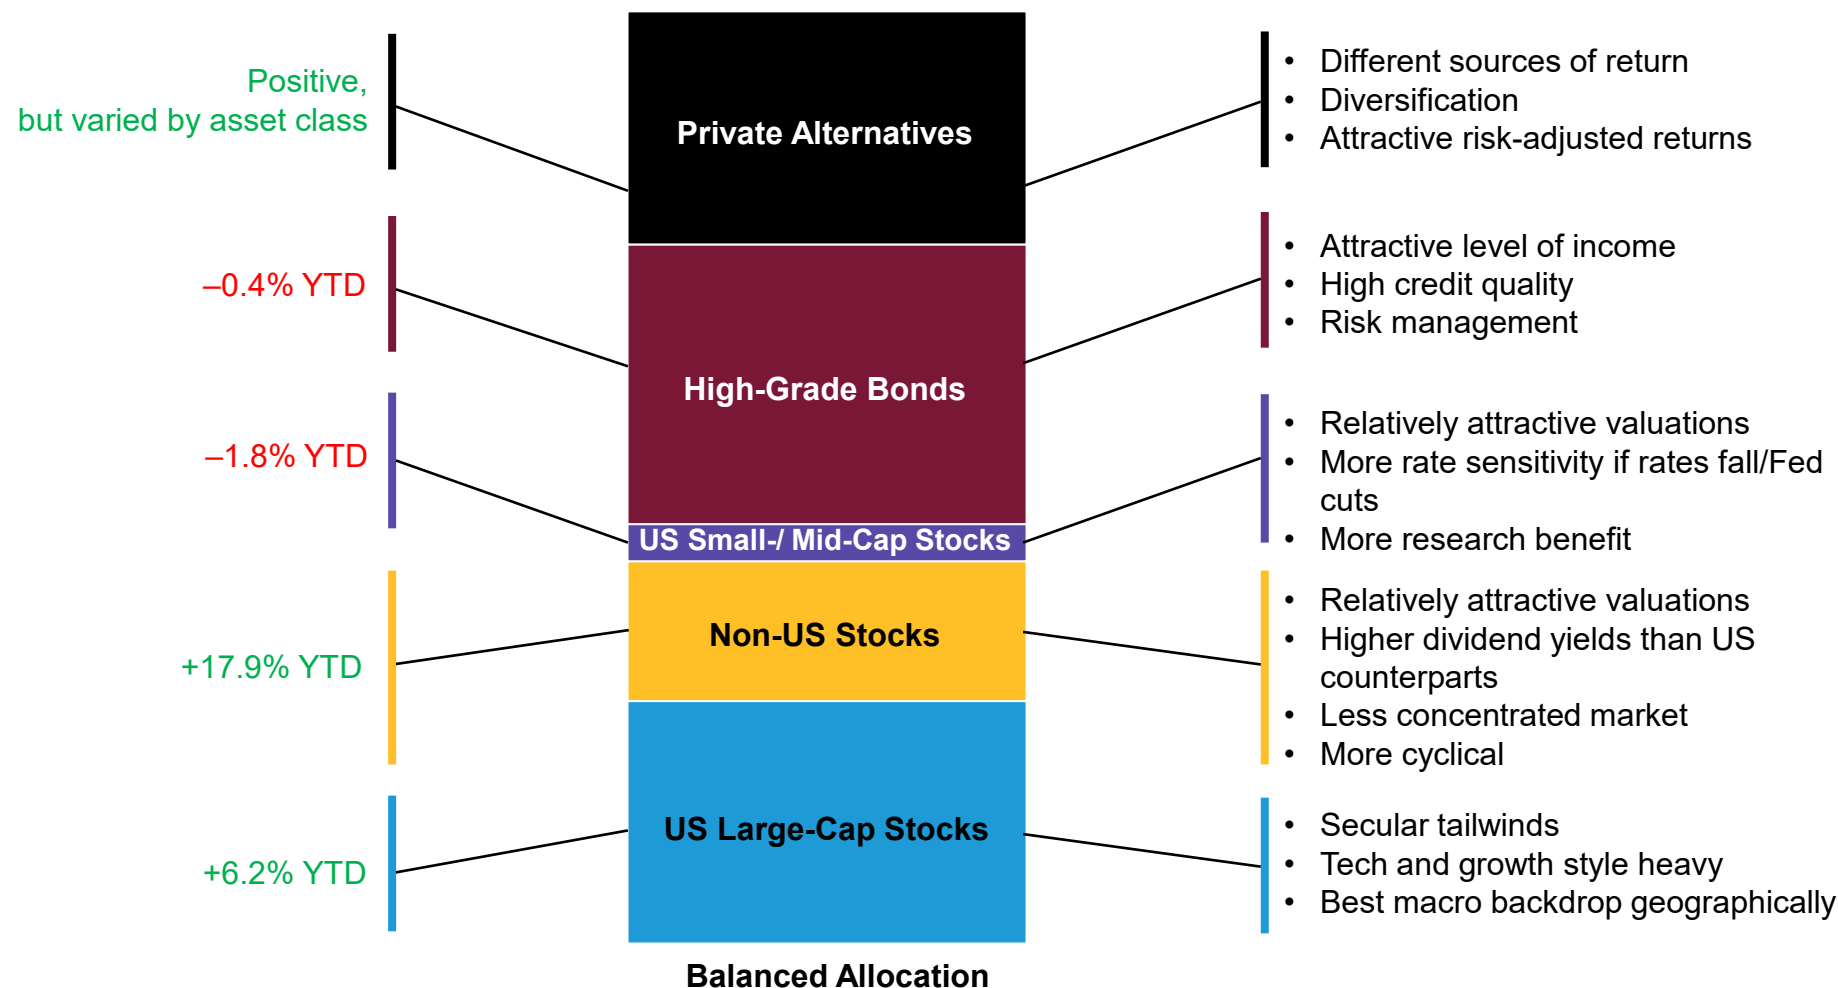 Positive,
but varied by asset class
Private Alternatives
• Different sources of return
• Diversification
• Attractive risk-adjusted returns
–0.4% YTD
High-Grade Bonds
• Attractive level of income
• High credit quality
• Risk management
–1.8% YTD
US Small-/ Mid-Cap Stocks
• Relatively attractive valuations
• More rate sensitivity if rates fall/Fed
cuts
• More research benefit
+17.9% YTD
Non-US Stocks
• Relatively attractive valuations
• Higher dividend yields than US
counterparts
• Less concentrated market
• More cyclical
+6.2% YTD
US Large-Cap Stocks
• Secular tailwinds
• Tech and growth style heavy
• Best macro backdrop geographically
Balanced Allocation